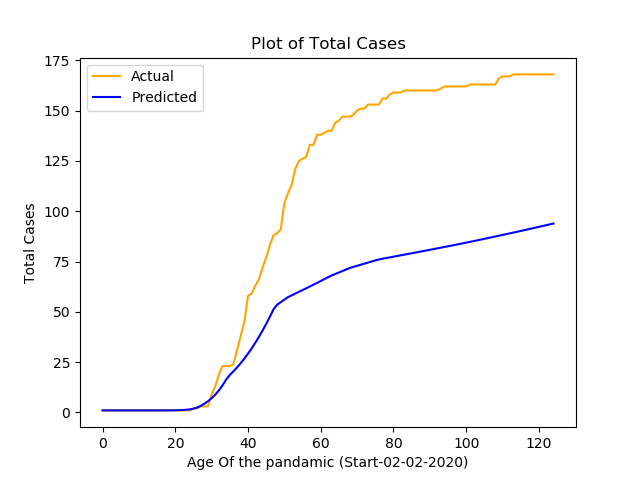 Plot of Total Cases
Actual
Predicted
175
150
125
100
75
50
25
0
Total Cases
0 20 40 60 80 100 120
Age Of the pandamic (Start-02-02-2020)